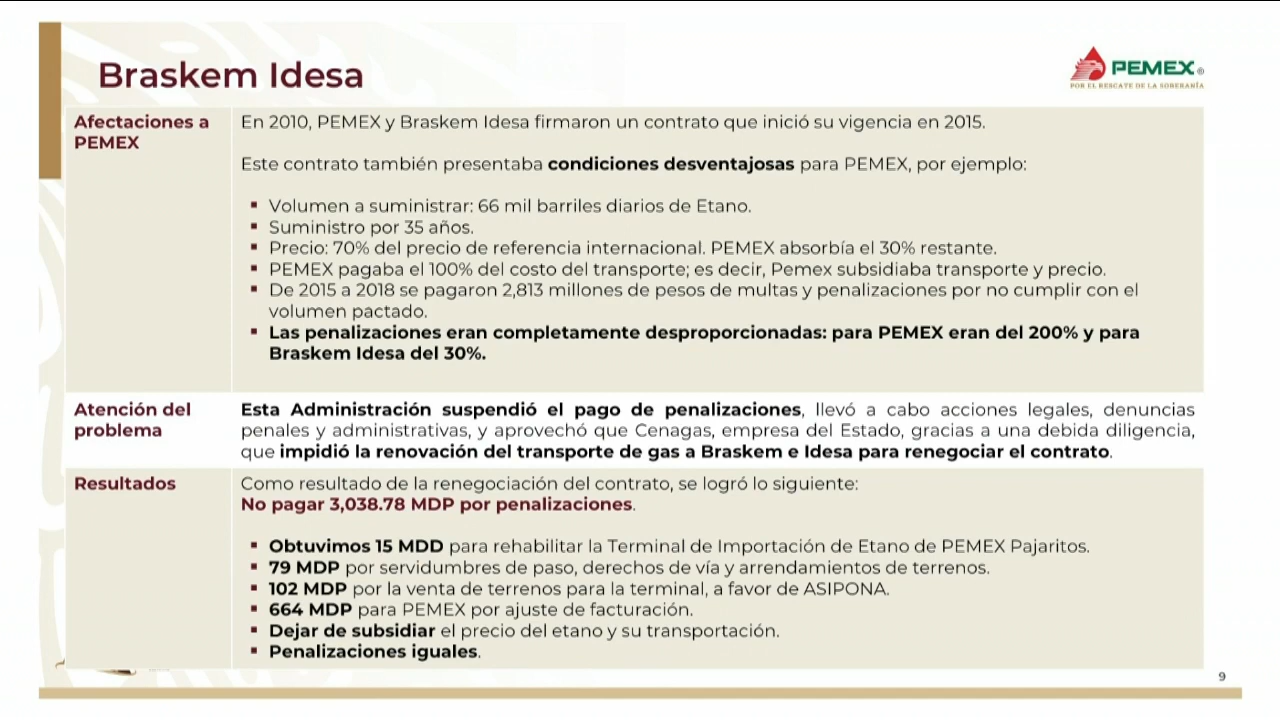 Braskem Idesa
PEMEX®
POR EL RESCATE DE LA SOBERANÍA
Afectaciones a
PEMEX
En 2010, PEMEX y Braskem Idesa firmaron un contrato que inició su vigencia en 2015.
Este contrato también presentaba condiciones desventajosas para PEMEX, por ejemplo:
▪ Volumen a suministrar: 66 mil barriles diarios de Etano.
▪ Suministro por 35 años.
▪ Precio: 70% del precio de referencia internacional. PEMEX absorbía el 30% restante.
▪ PEMEX pagaba el 100% del costo del transporte; es decir, Pemex subsidiaba transporte y precio.
▪ De 2015 a 2018 se pagaron 2,813 millones de pesos de multas y penalizaciones por no cumplir con el
volumen pactado.
▪ Las penalizaciones eran completamente desproporcionadas: para PEMEX eran del 200% y para
Braskem Idesa del 30%.
Atención del
problema
Esta Administración suspendió el pago de penalizaciones, llevó a cabo acciones legales, denuncias
penales y administrativas, y aprovechó que Cenagas, empresa del Estado, gracias a una debida diligencia,
que impidió la renovación del transporte de gas a Braskem e Idesa para renegociar el contrato.
Resultados
Como resultado de la renegociación del contrato, se logró lo siguiente:
No pagar 3,038.78 MDP por penalizaciones.
▪ Obtuvimos 15 MDD para rehabilitar la Terminal de Importación de Etano de PEMEX Pajaritos.
▪ 79 MDP por servidumbres de paso, derechos de vía y arrendamientos de terrenos.
▪ 102 MDP por la venta de terrenos para la terminal, a favor de ASIPONA.
▪ 664 MDP para PEMEX por ajuste de facturación.
▪ Dejar de subsidiar el precio del etano y su transportación.
▪ Penalizaciones iguales.
9